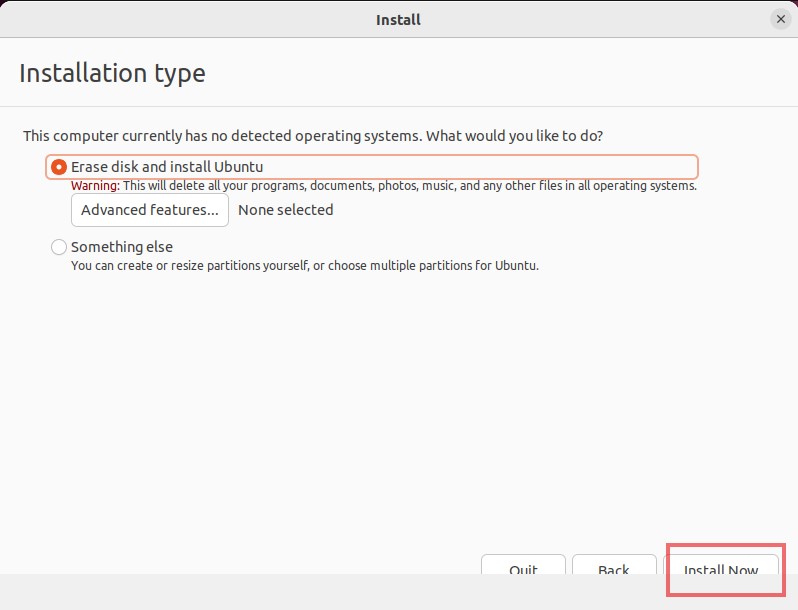 Install
Installation type
This computer currently has no detected operating systems. What would you like to do?
Erase disk and install Ubuntu
Warning: This will delete all your programs, documents, photos, music, and any other files in all operating systems.
Advanced features... None selected
Something else
You can create or resize partitions yourself, or choose multiple partitions for Ubuntu.
Quit Back Install Now